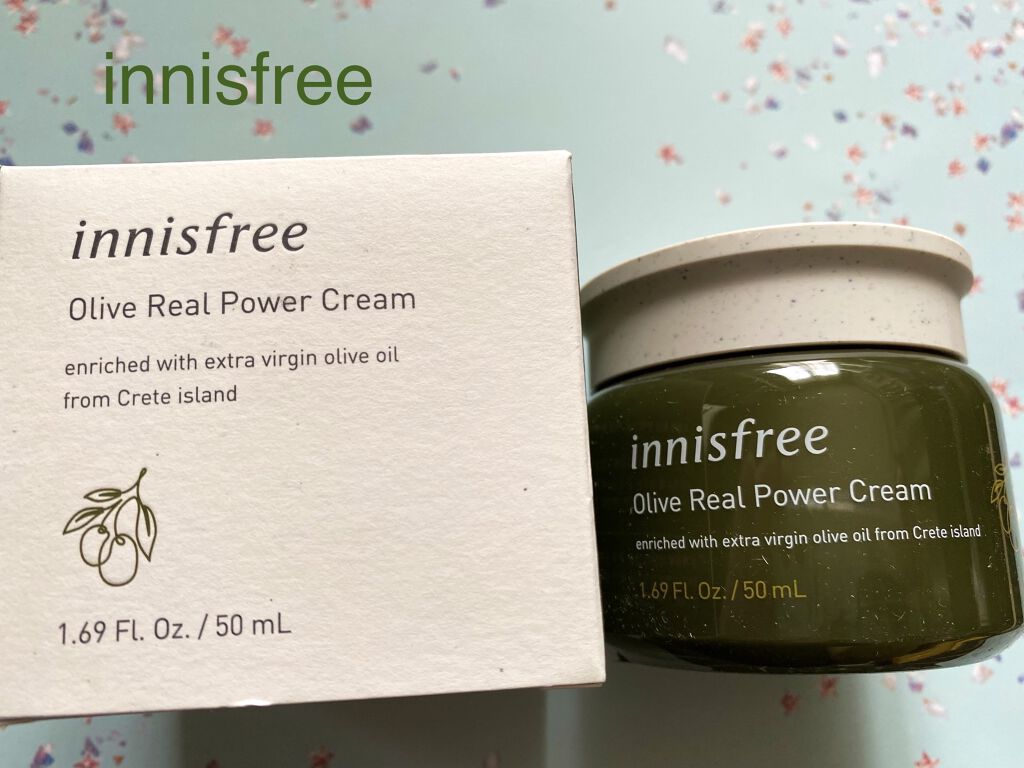 innisfree
innisfree
Olive Real Power Cream
enriched with extra virgin olive oil
from Crete island
1.69 Fl. Oz. / 50 mL
innisfree
Olive Real Power Cream
enriched with extra virgin olive oil from Crete island
1.69 Fl. Oz. / 50 mL